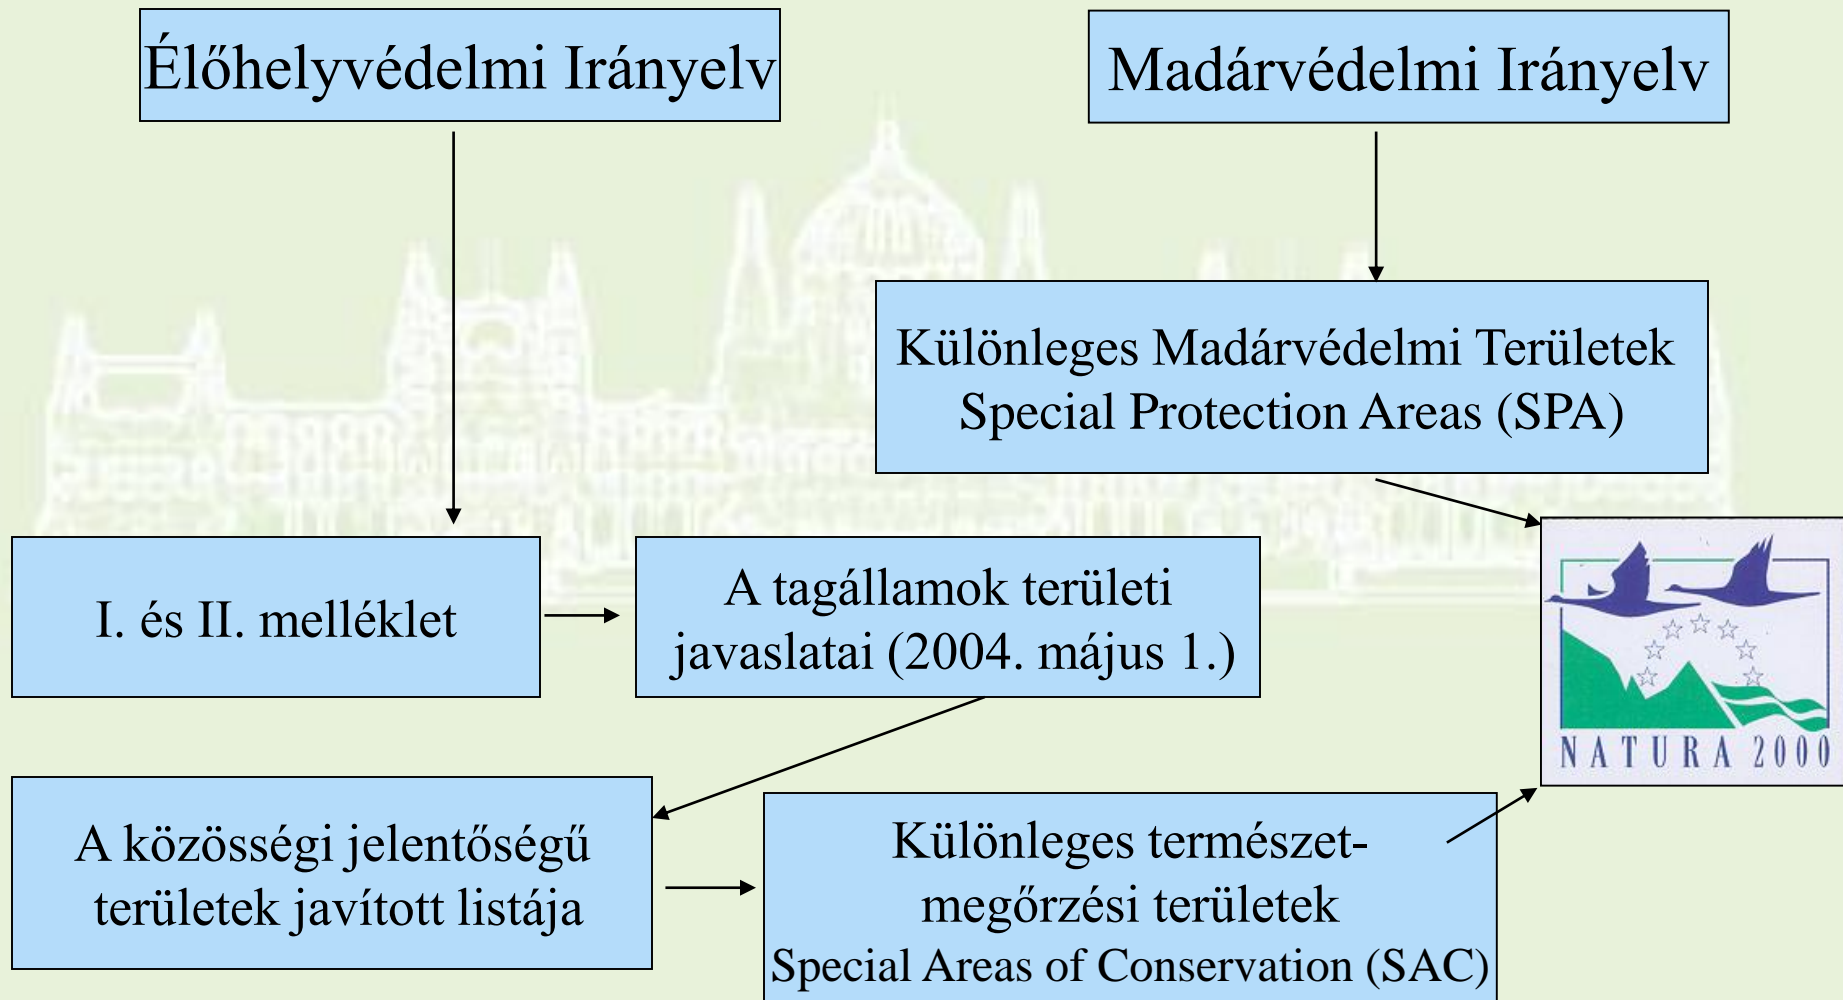 Élőhelyvédelmi Irányelv
Madárvédelmi Irányelv
Különleges Madárvédelmi Területek
Special Protection Areas (SPA)
I. és II. melléklet
A tagállamok területi
javaslatai (2004. május 1.)
NATURA 2000
A közösségi jelentőségű
területek javított listája
Különleges természet-
megőrzési területek
Special Areas of Conservation (SAC)